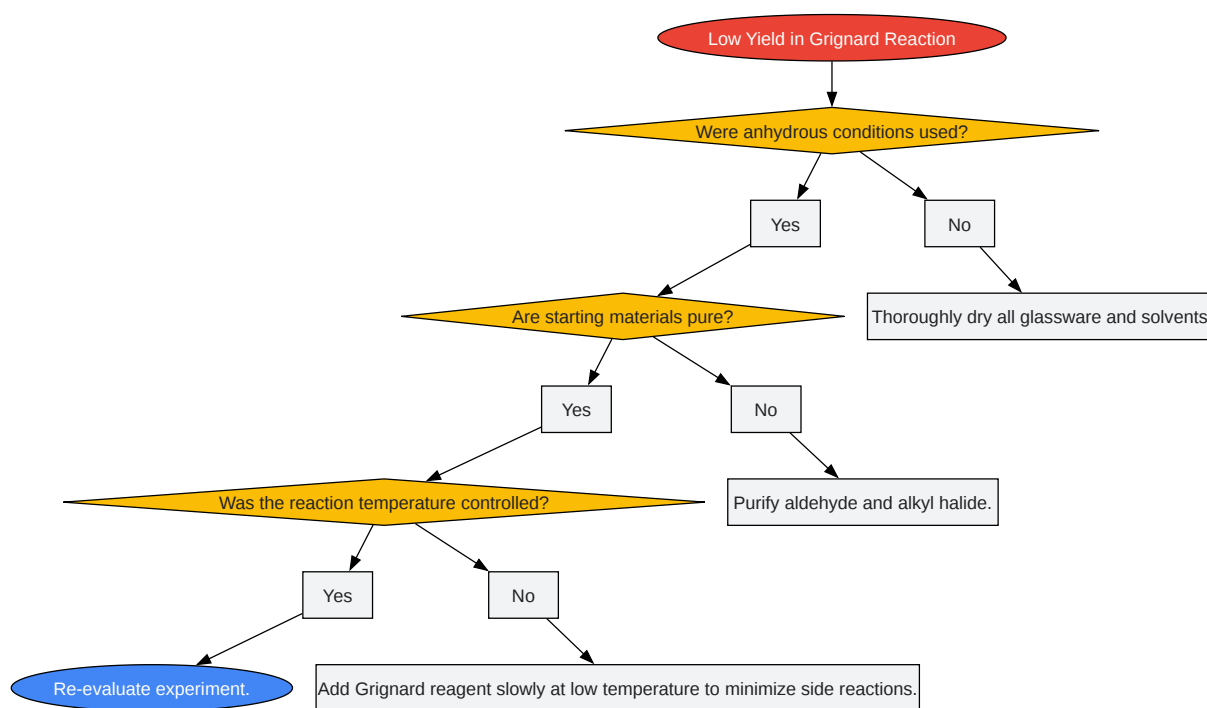 Low Yield in Grignard Reaction
Were anhydrous conditions used?
Yes
No
Thoroughly dry all glassware and solvents
Are starting materials pure?
Yes
No
Purify aldehyde and alkyl halide.
Was the reaction temperature controlled?
Yes
No
Re-evaluate experiment.
Add Grignard reagent slowly at low temperature to minimize side reactions.